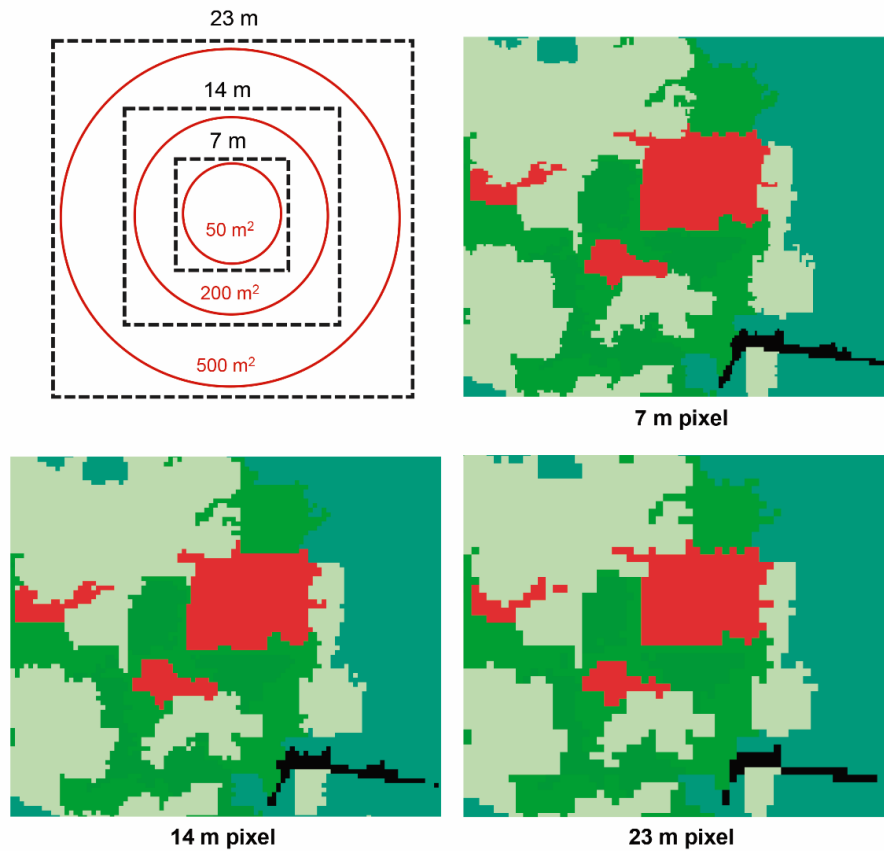 23 m
14 m
7 m
50 m²
200 m²
500 m²
7 m pixel
14 m pixel
23 m pixel